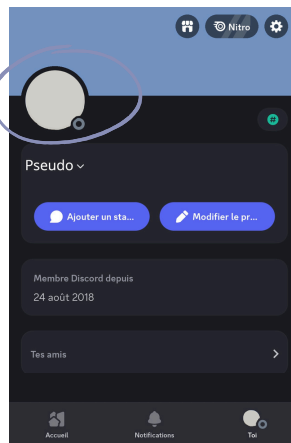 Nitro
Pseudo
Ajouter un sta...
Modifier le pr...
Membre Discord depuis
24 août 2018
Tes amis
Accueil
Notifications
Toi